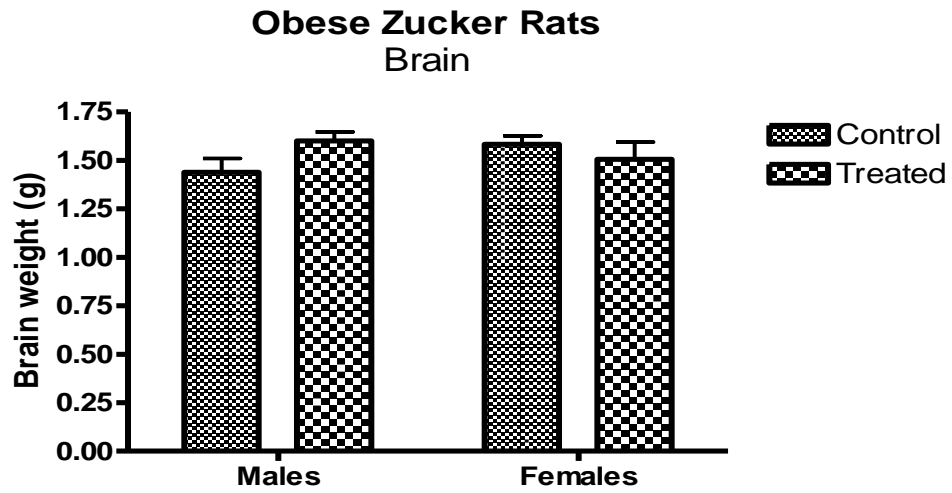 Obese Zucker Rats
Brain
Brain weight (g)
1.75
1.50
1.25
1.00
0.75
0.50
0.25
0.00
Males
Females
Control
Treated